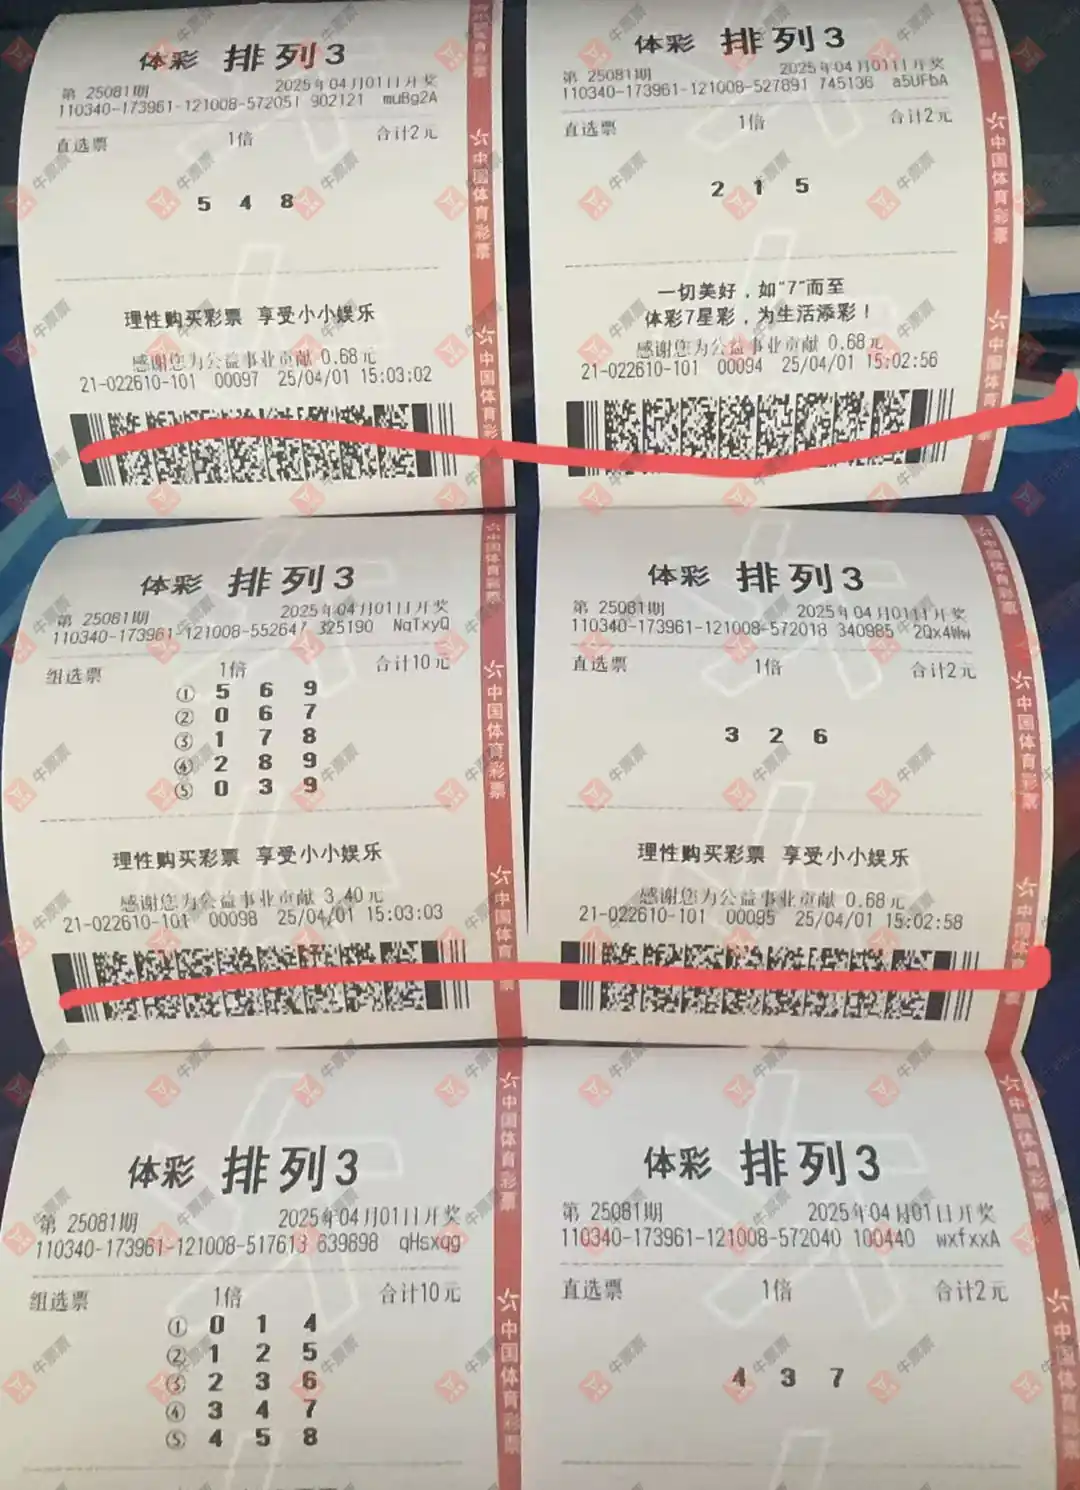 体彩 排列3
第 25081期 2025年04月01日开奖
110340-173961-121008-572051 902121 muBg2A
直选票 1倍 合计2元
5 4 8
理性购买彩票 享受小小娱乐
感谢您为公益事业贡献 0.68元
21-022610-101 00097 25/04/01 15:03:02
体彩 排列3
第 25081期 2025年04月01日开奖
110340-173961-121008-527891 745136 a5UFbA
直选票 1倍 合计2元
2 1 5
一切美好，如“7”而至
体彩7星彩，为生活添彩！
感谢您为公益事业贡献 0.68元
21-022610-101 00094 25/04/01 15:02:56
体彩 排列3
第 25081期 2025年04月01日开奖
110340-173961-121008-552647 325190 NqTxyQ
组选票 1倍 合计10元
① 5 6 9
② 0 6 7
③ 1 7 8
④ 2 8 9
⑤ 0 3 9
理性购买彩票 享受小小娱乐
感谢您为公益事业贡献 3.40元
21-022610-101 00098 25/04/01 15:03:03
体彩 排列3
第 25081期 2025年04月01日开奖
110340-173961-121008-572018 340985 2Qx4Ww
直选票 1倍 合计2元
3 2 6
理性购买彩票 享受小小娱乐
感谢您为公益事业贡献 0.68元
21-022610-101 00095 25/04/01 15:02:58
体彩 排列3
第 25081期 2025年04月01日开奖
110340-173961-121008-517613 639898 qHsxqg
组选票 1倍 合计10元
① 0 1 4
② 1 2 5
③ 2 3 6
④ 3 4 7
⑤ 4 5 8
体彩 排列3
第 25081期 2025年04月01日开奖
110340-173961-121008-572040 100440 wxfxxA
直选票 1倍 合计2元
4 3 7
中国体育彩票
牛票票